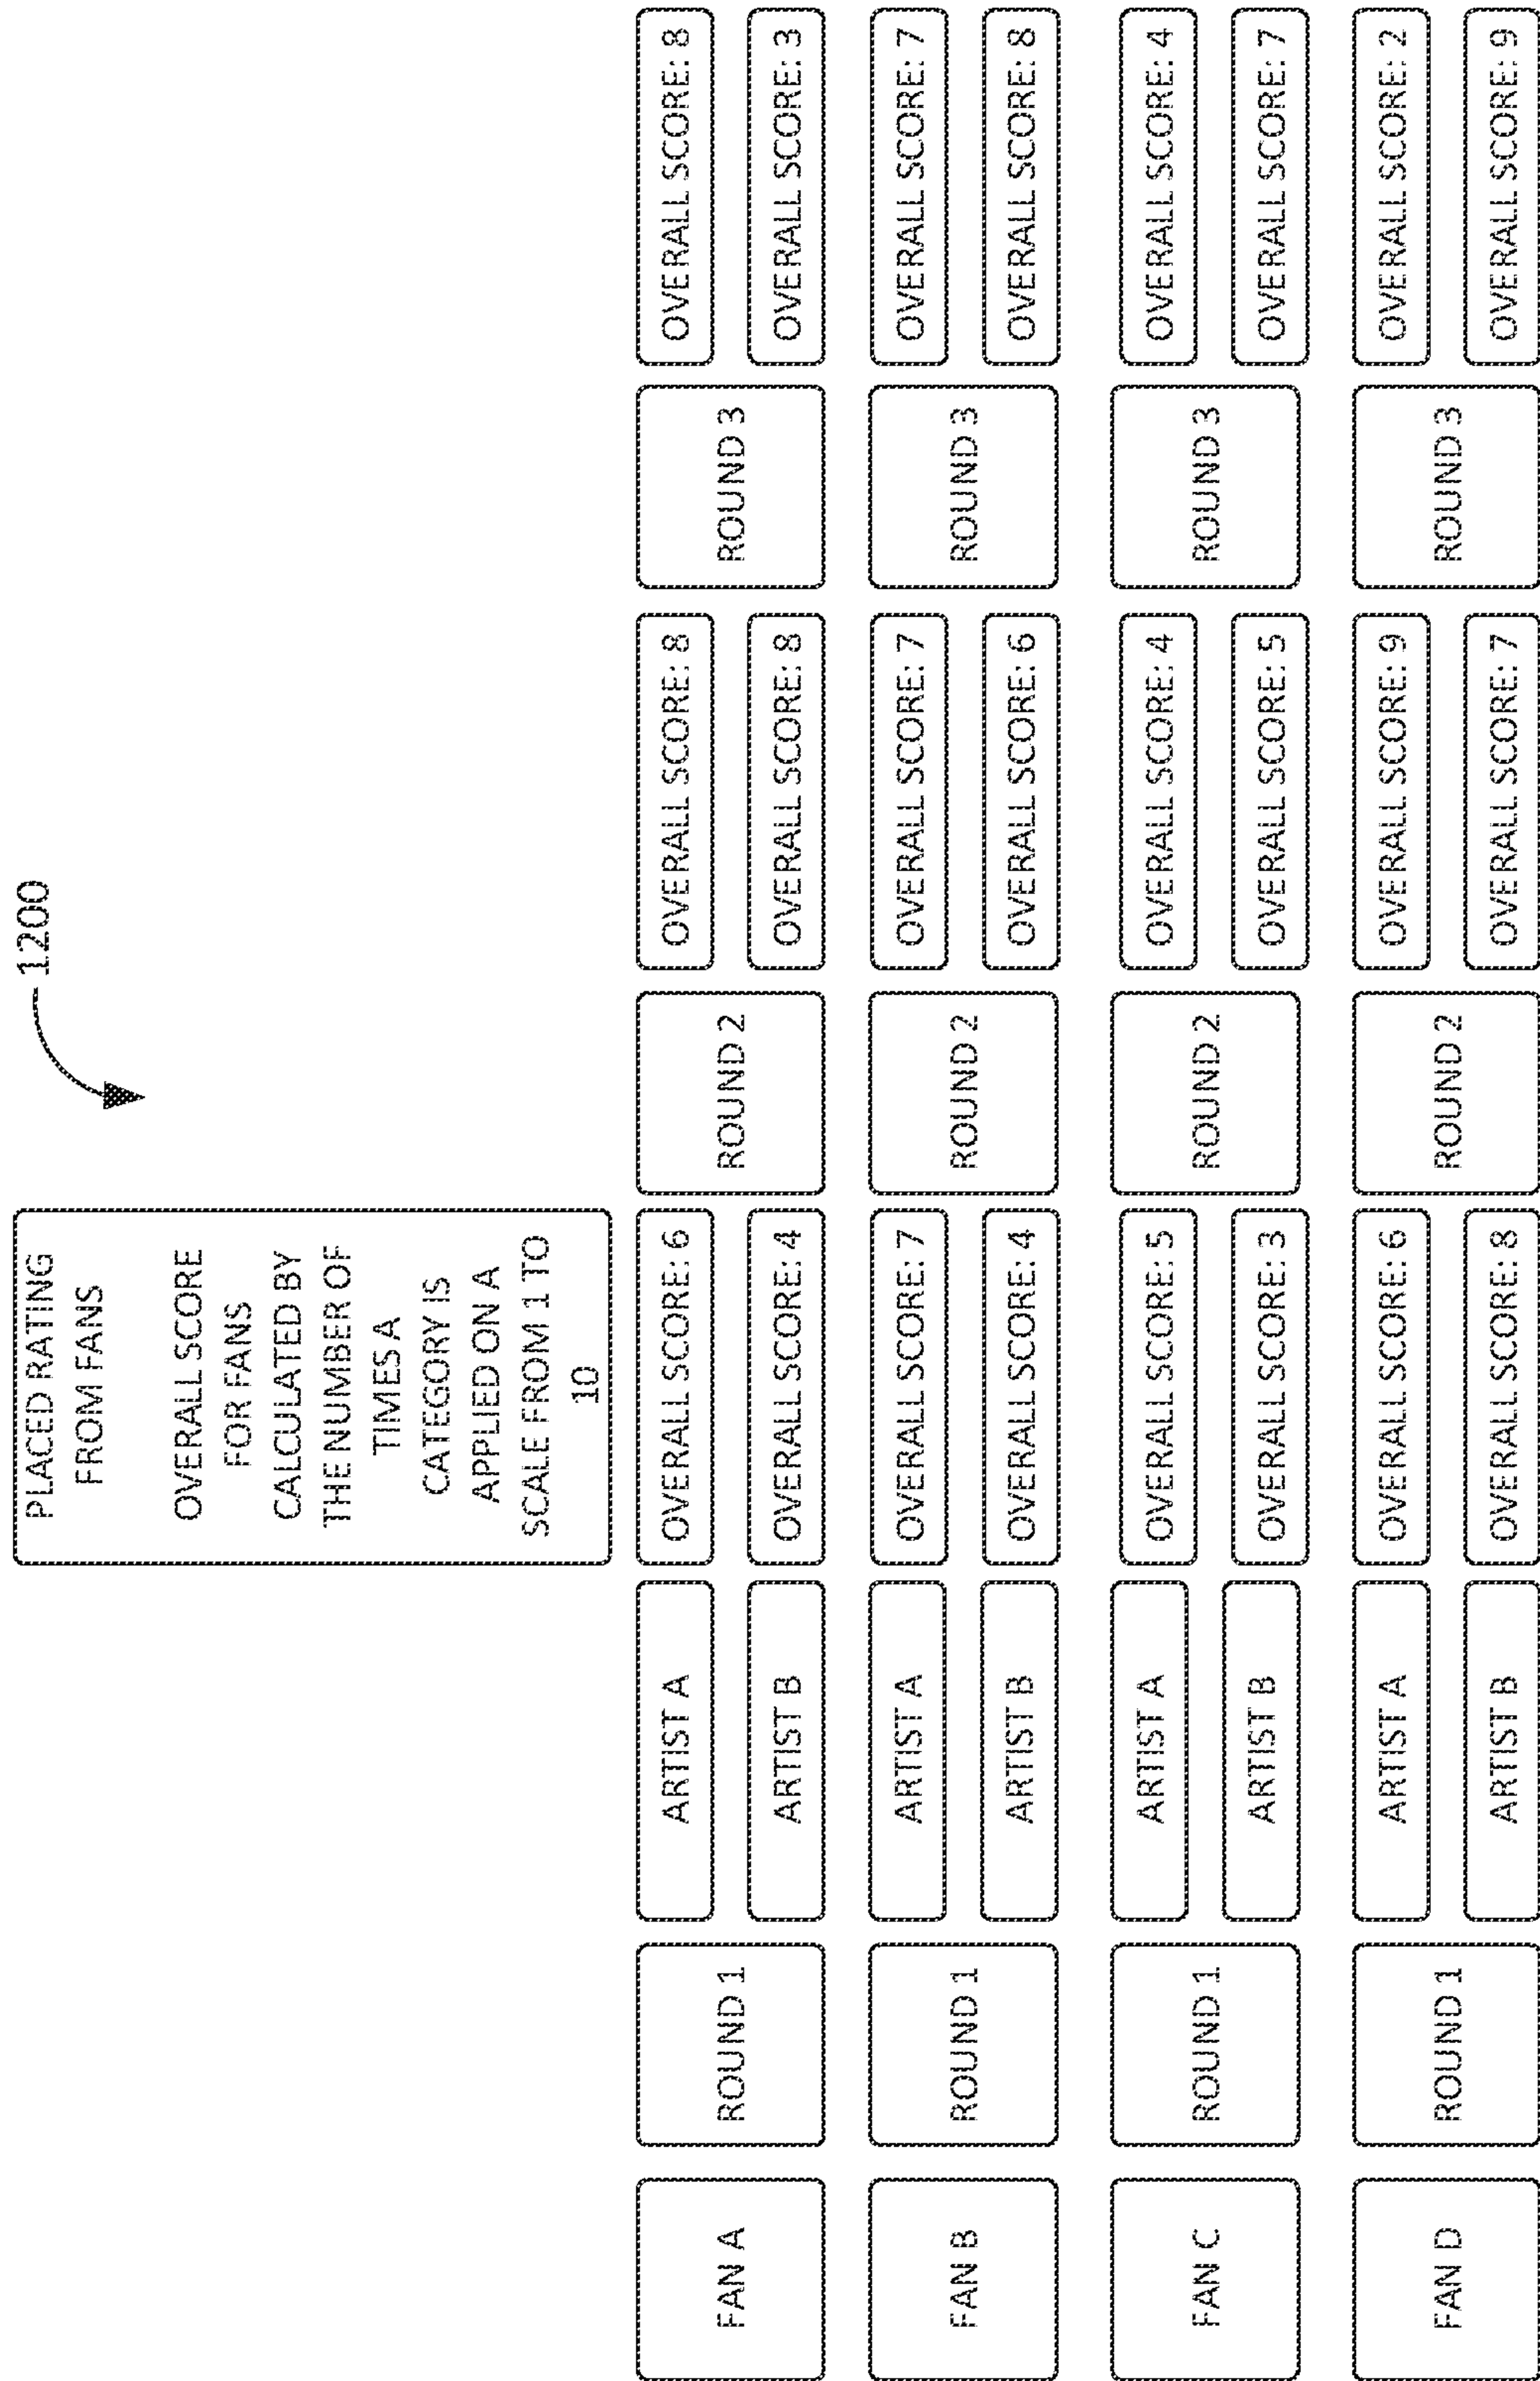 1200
PLACED RATING
FROM FANS
OVERALL SCORE
FOR FANS
CALCULATED BY
THE NUMBER OF
TIMES A
CATEGORY IS
APPLIED ON A
SCALE FROM 1 TO
10
FAN A
ROUND 1
ARTIST A
OVERALL SCORE: 6
ARTIST B
OVERALL SCORE: 4
ROUND 2
OVERALL SCORE: 8
OVERALL SCORE: 8
ROUND 3
OVERALL SCORE: 8
OVERALL SCORE: 3
FAN B
ROUND 1
ARTIST A
OVERALL SCORE: 7
ARTIST B
OVERALL SCORE: 4
ROUND 2
OVERALL SCORE: 7
OVERALL SCORE: 6
ROUND 3
OVERALL SCORE: 7
OVERALL SCORE: 8
FAN C
ROUND 1
ARTIST A
OVERALL SCORE: 5
ARTIST B
OVERALL SCORE: 3
ROUND 2
OVERALL SCORE: 4
OVERALL SCORE: 5
ROUND 3
OVERALL SCORE: 4
OVERALL SCORE: 7
FAN D
ROUND 1
ARTIST A
OVERALL SCORE: 6
ARTIST B
OVERALL SCORE: 8
ROUND 2
OVERALL SCORE: 9
OVERALL SCORE: 7
ROUND 3
OVERALL SCORE: 2
OVERALL SCORE: 9